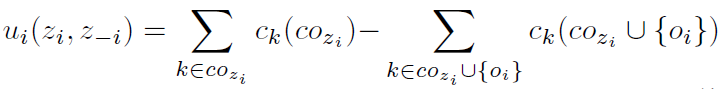 u_i(z_i, z_{-i}) = \sum_{k \in co_{z_i}} c_k(co_{z_i}) - \sum_{k \in co_{z_i} \cup \{o_i\}} c_k(co_{z_i} \cup \{o_i\})